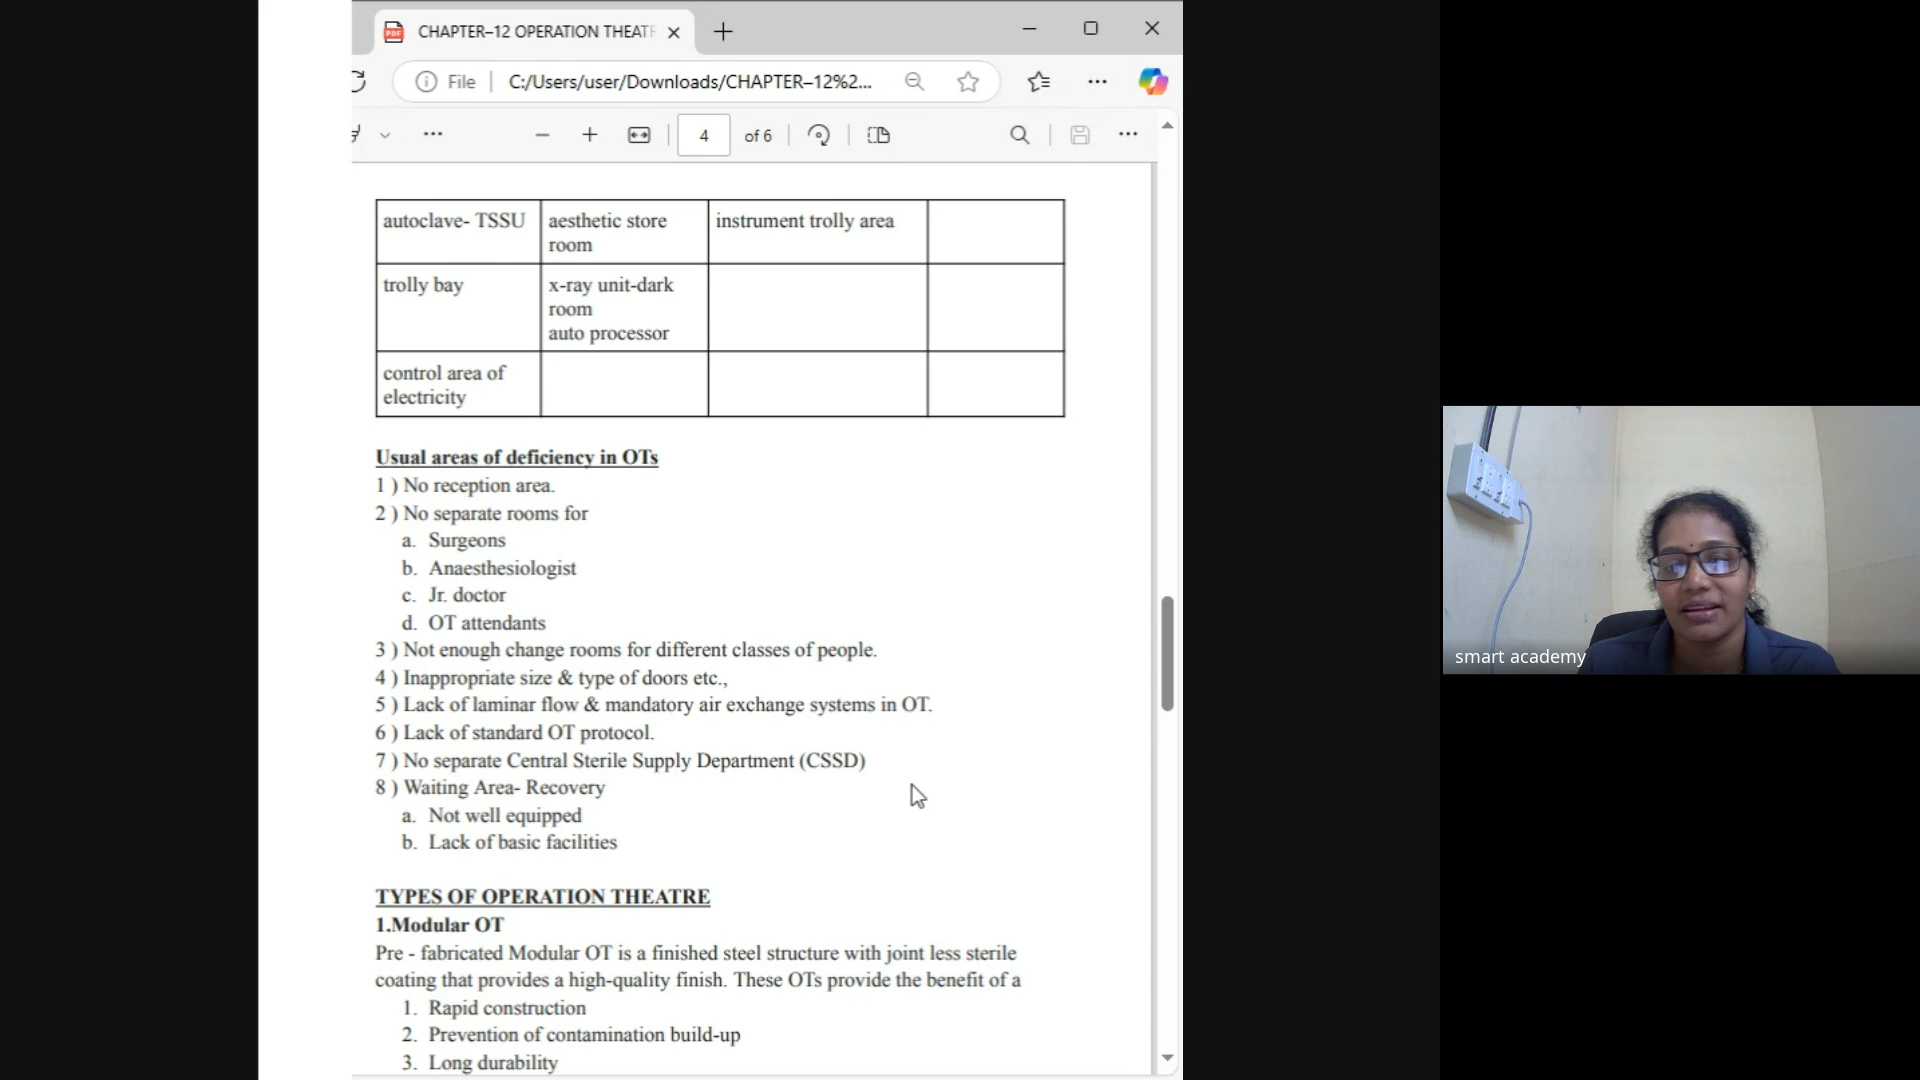 CHAPTER–12 OPERATION THEATR
File
C:/Users/user/Downloads/CHAPTER–12%2...
4 of 6
autoclave- TSSU
aesthetic store
room
instrument trolly area
trolly bay
x-ray unit-dark
room
auto processor
control area of
electricity
Usual areas of deficiency in OTs
1 ) No reception area.
2 ) No separate rooms for
a. Surgeons
b. Anaesthesiologist
c. Jr. doctor
d. OT attendants
3 ) Not enough change rooms for different classes of people.
4 ) Inappropriate size & type of doors etc.,
5 ) Lack of laminar flow & mandatory air exchange systems in OT.
6 ) Lack of standard OT protocol.
7 ) No separate Central Sterile Supply Department (CSSD)
8 ) Waiting Area- Recovery
a. Not well equipped
b. Lack of basic facilities
TYPES OF OPERATION THEATRE
1.Modular OT
Pre - fabricated Modular OT is a finished steel structure with joint less sterile
coating that provides a high-quality finish. These OTs provide the benefit of a
1. Rapid construction
2. Prevention of contamination build-up
3. Long durability
smart academy